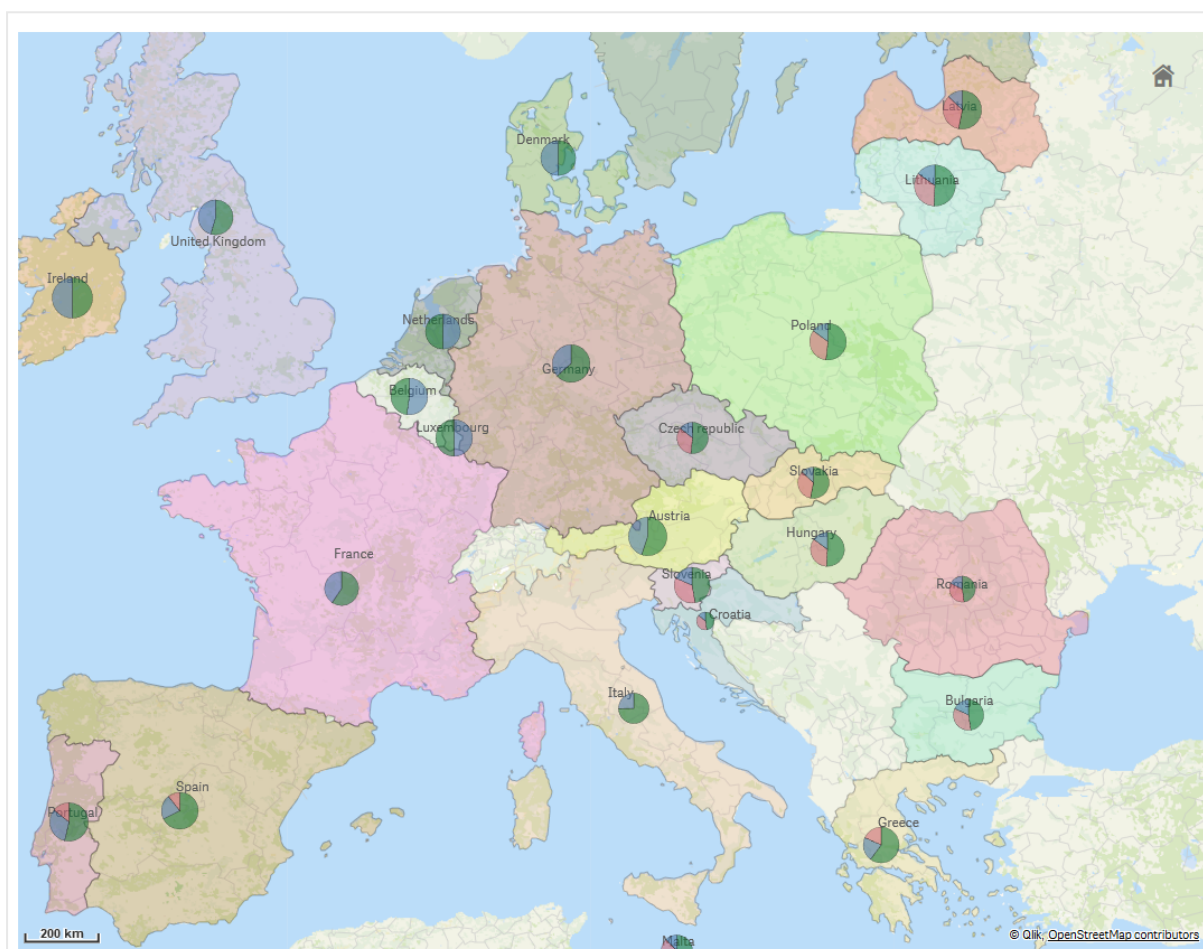 Latvia
Denmark
Lithuania
United Kingdom
Ireland
Netherlands
Poland
Germany
Belgium
Luxembourg
Czech republic
Slovakia
Austria
Hungary
France
Slovenia
Romania
Croatia
Italy
Bulgaria
Spain
Portugal
Greece
200 km
Malta
© Qlik, OpenStreetMap contributors